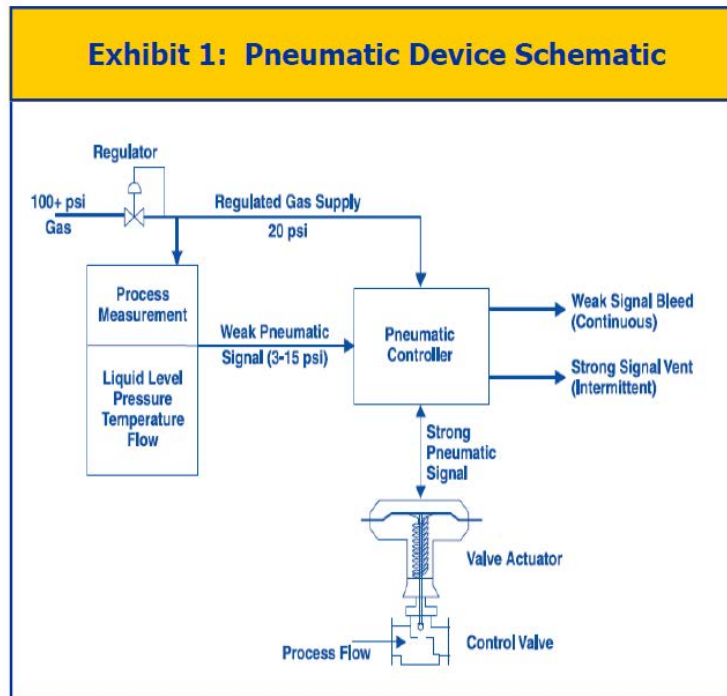 Exhibit 1: Pneumatic Device Schematic
Regulator
100+ psi
Gas
Regulated Gas Supply
20 psi
Process
Measurement
Liquid Level
Pressure
Temperature
Flow
Weak Pneumatic
Signal (3-15 psi)
Pneumatic
Controller
Weak Signal Bleed
(Continuous)
Strong Signal Vent
(Intermittent)
Strong
Pneumatic
Signal
Valve Actuator
Process Flow
Control Valve